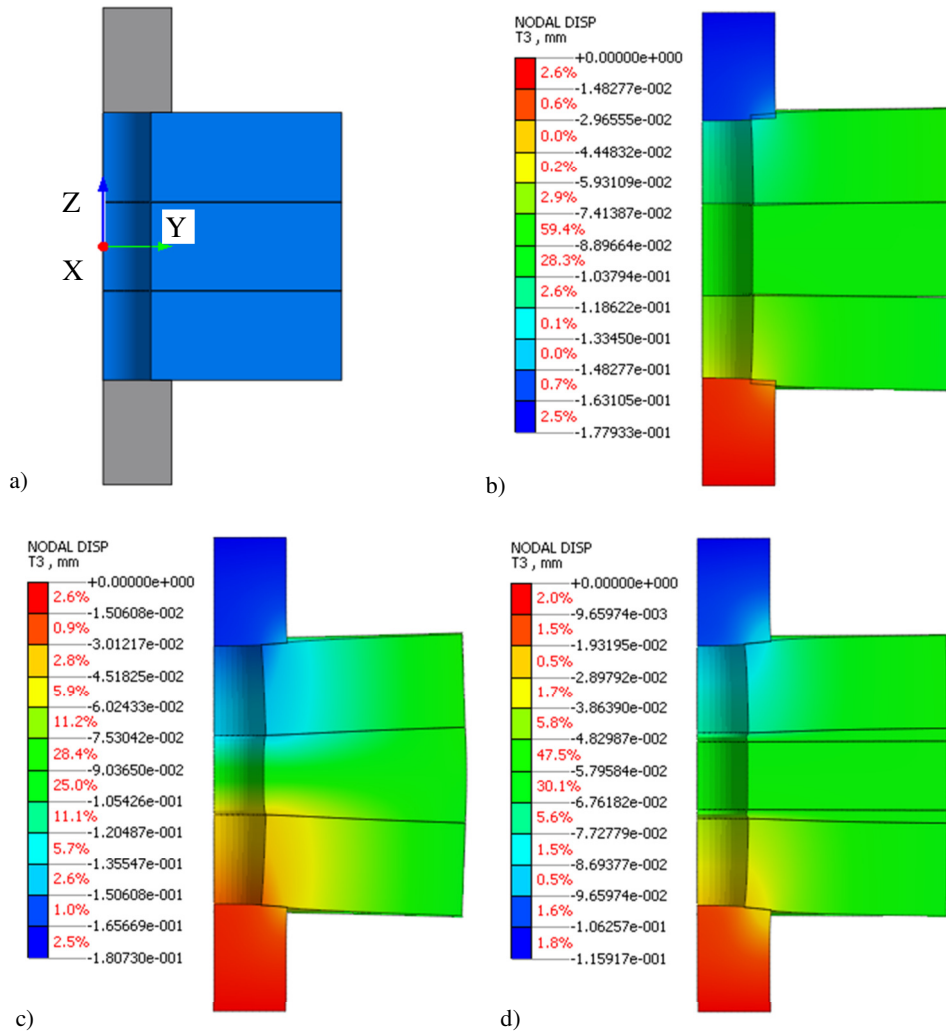 Z
Y
X
a)
NODAL DISP
T3 , mm
+0.00000e+000
2.6%
-1.48277e-002
0.6%
-2.96555e-002
0.0%
-4.44832e-002
0.2%
-5.93109e-002
2.9%
-7.41387e-002
59.4%
-8.89664e-002
28.3%
-1.03794e-001
2.6%
-1.18622e-001
0.1%
-1.33450e-001
0.0%
-1.48277e-001
0.7%
-1.63105e-001
2.5%
-1.77933e-001
b)
NODAL DISP
T3 , mm
+0.00000e+000
2.6%
-1.50608e-002
0.9%
-3.01217e-002
2.8%
-4.51825e-002
5.9%
-6.02433e-002
11.2%
-7.53042e-002
28.4%
-9.03650e-002
25.0%
-1.05426e-001
11.1%
-1.20487e-001
5.7%
-1.35547e-001
2.6%
-1.50608e-001
1.0%
-1.65669e-001
2.5%
-1.80730e-001
c)
NODAL DISP
T3 , mm
+0.00000e+000
2.0%
-9.65974e-003
1.5%
-1.93195e-002
0.5%
-2.89792e-002
1.7%
-3.86390e-002
5.8%
-4.82987e-002
47.5%
-5.79584e-002
30.1%
-6.76182e-002
5.6%
-7.72779e-002
1.5%
-8.69377e-002
0.5%
-9.65974e-002
1.6%
-1.06257e-001
1.8%
-1.15917e-001
d)